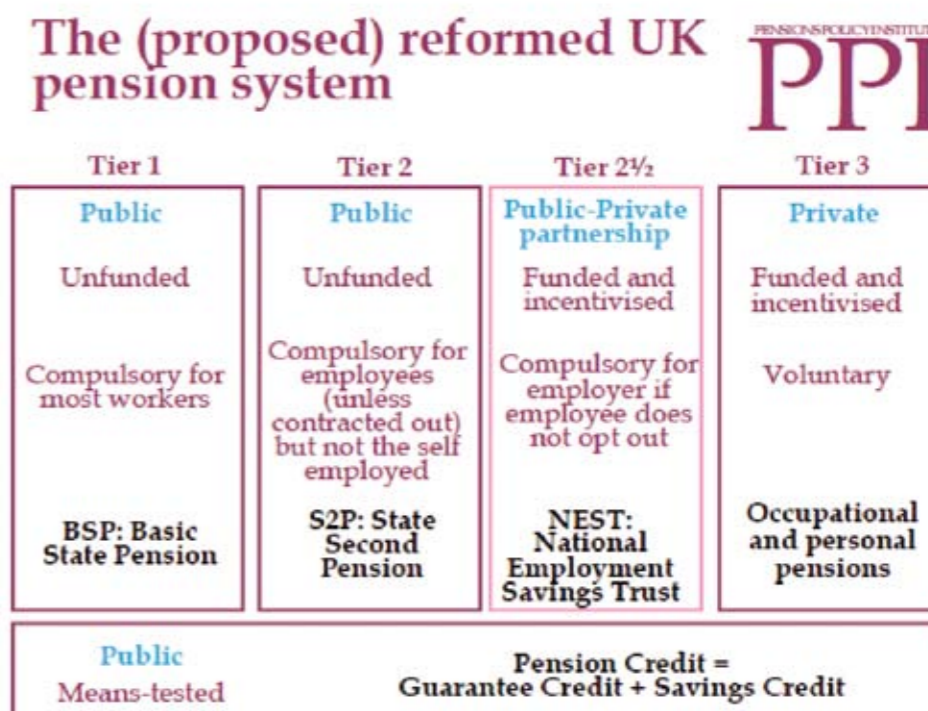 The (proposed) reformed UK
pension system
PENSIONS POLICY INSTITUT
PPI
Tier 1
Public
Unfunded
Compulsory for
most workers
BSP: Basic
State Pension
Tier 2
Public
Unfunded
Compulsory for
employees
(unless
contracted out)
but not the self
employed
S2P: State
Second
Pension
Tier 2½
Public-Private
partnership
Funded and
incentivised
Compulsory for
employer if
employee does
not opt out
NEST:
National
Employment
Savings Trust
Tier 3
Private
Funded and
incentivised
Voluntary
Occupational
and personal
pensions
Public
Means-tested
Pension Credit =
Guarantee Credit + Savings Credit